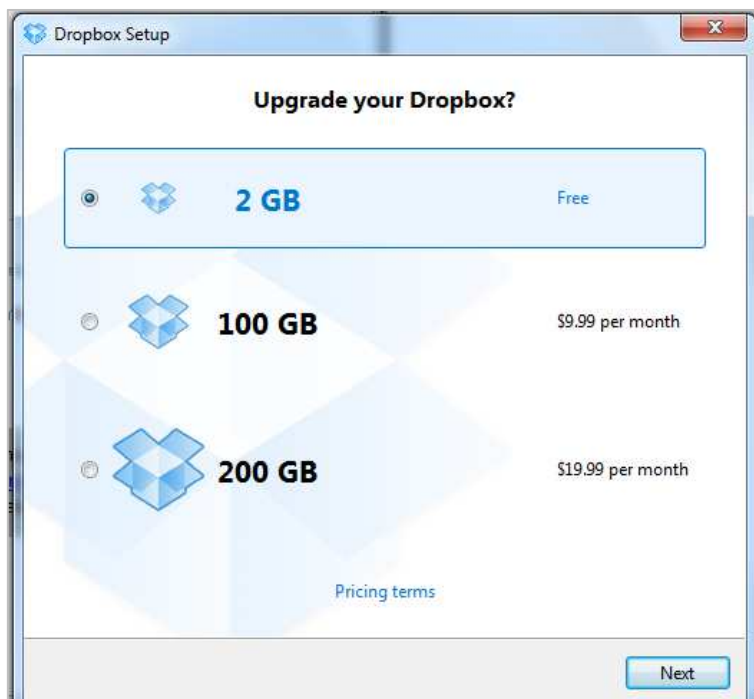 Dropbox Setup
Upgrade your Dropbox?
2 GB Free
100 GB $9.99 per month
200 GB $19.99 per month
Pricing terms
Next